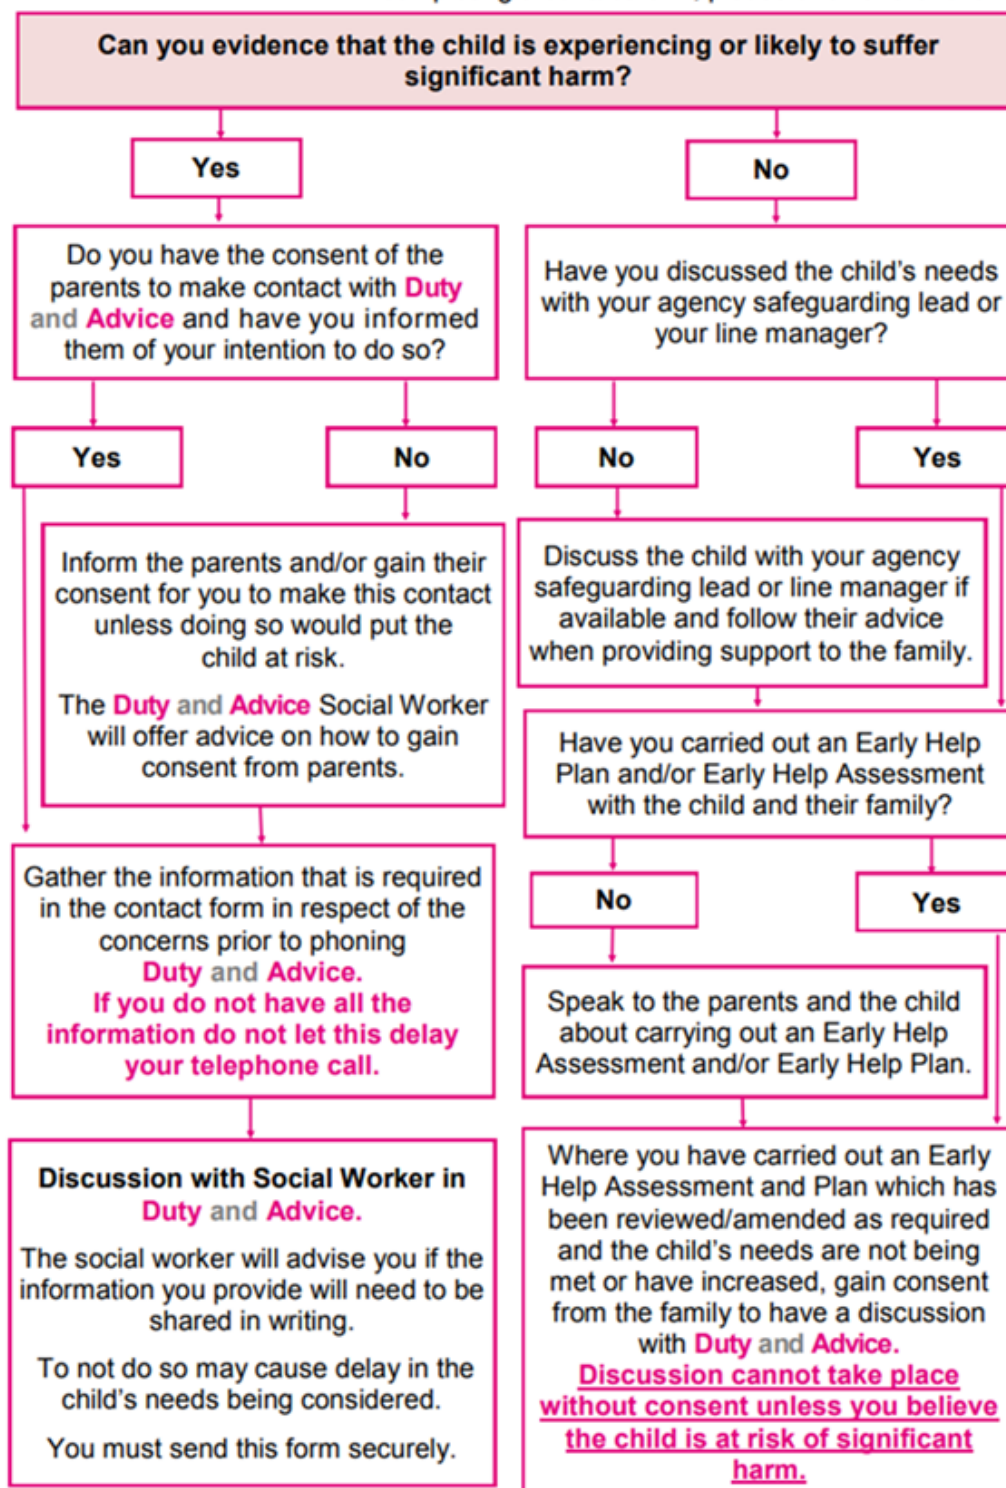 Can you evidence that the child is experiencing or likely to suffer
significant harm?
Yes
No
Do you have the consent of the
parents to make contact with Duty
and Advice and have you informed
them of your intention to do so?
Have you discussed the child's needs
with your agency safeguarding lead or
your line manager?
Yes
No
No
Yes
Inform the parents and/or gain their
consent for you to make this contact
unless doing so would put the
child at risk.
The Duty and Advice Social Worker
will offer advice on how to gain
consent from parents.
Discuss the child with your agency
safeguarding lead or line manager if
available and follow their advice
when providing support to the family.
Have you carried out an Early Help
Plan and/or Early Help Assessment
with the child and their family?
Gather the information that is required
in the contact form in respect of the
concerns prior to phoning
Duty and Advice.
If you do not have all the
information do not let this delay
your telephone call.
No
Yes
Speak to the parents and the child
about carrying out an Early Help
Assessment and/or Early Help Plan.
Discussion with Social Worker in
Duty and Advice.
The social worker will advise you if the
information you provide will need to be
shared in writing.
To not do so may cause delay in the
child's needs being considered.
You must send this form securely.
Where you have carried out an Early
Help Assessment and Plan which has
been reviewed/amended as required
and the child's needs are not being
met or have increased, gain consent
from the family to have a discussion
with Duty and Advice.
Discussion cannot take place
without consent unless you believe
the child is at risk of significant
harm.